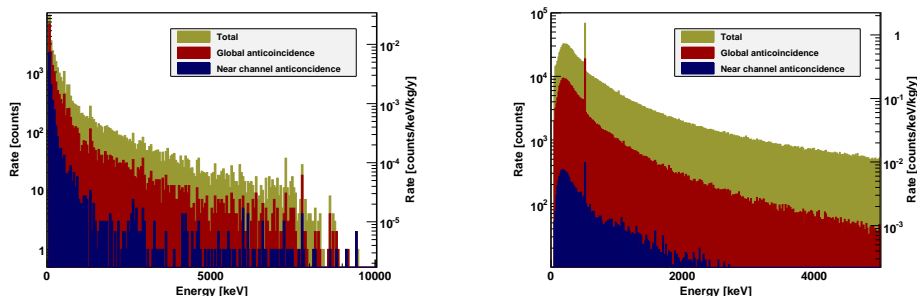 Total
Global anticoincidence
Near channel anticonicidence
Rate [counts]
10³
10²
10
1
Rate [counts/keV/kg/y]
10⁻²
10⁻³
10⁻⁴
10⁻⁵
0
5000
10000
Energy [keV]
Total
Global anticoincidence
Near channel anticonicidence
Rate [counts]
10⁵
10⁴
10³
10²
Rate [counts/keV/kg/y]
1
10⁻¹
10⁻²
10⁻³
0
2000
4000
Energy [keV]